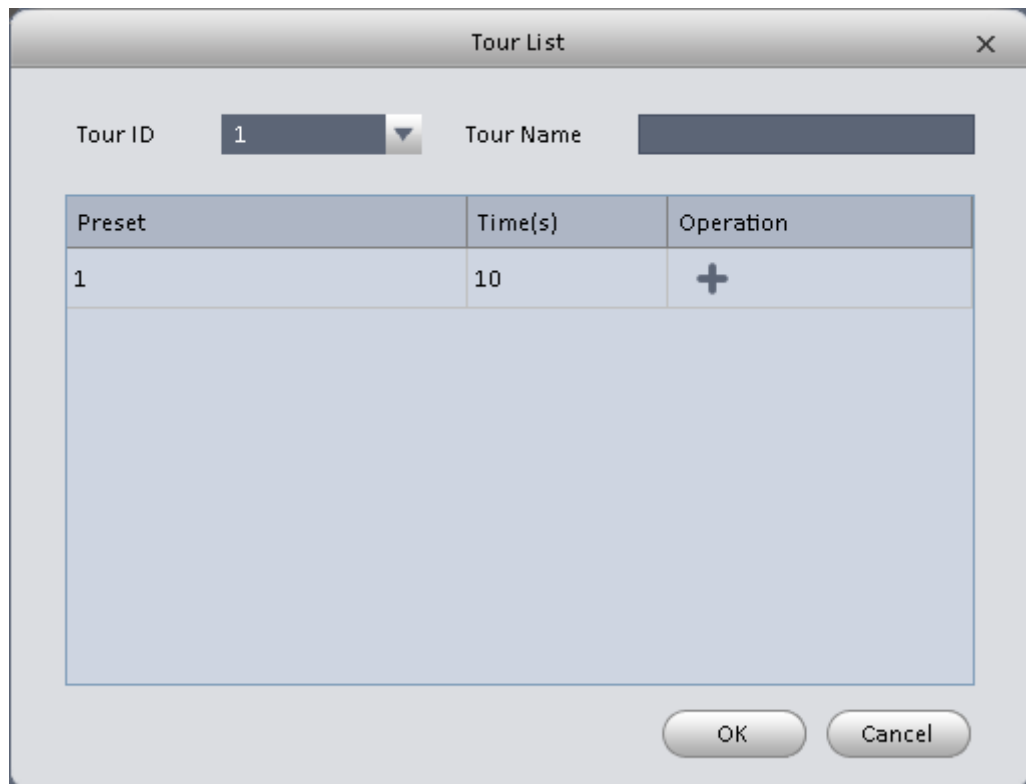 Tour List
Tour ID 1 Tour Name
Preset Time(s) Operation
1 10
OK Cancel